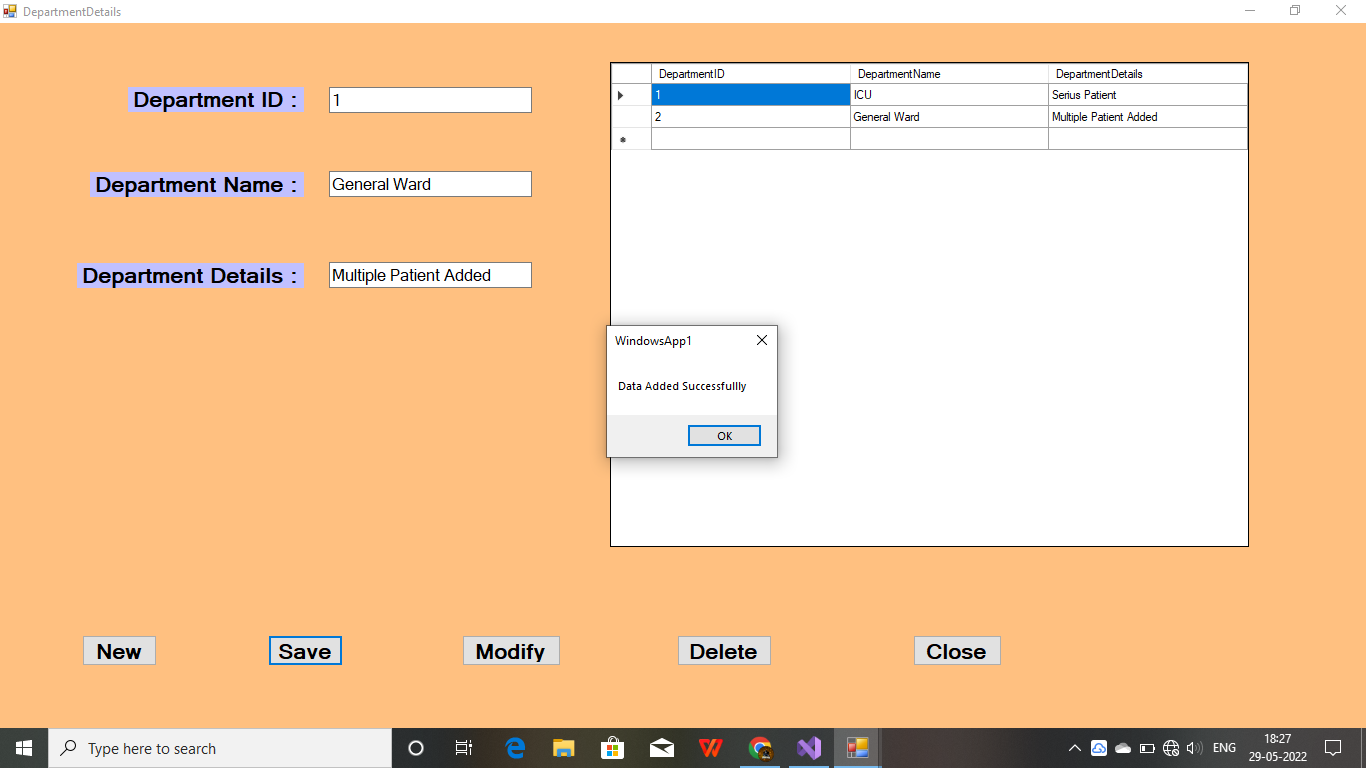 DepartmentDetails
Department ID : 1
Department Name : General Ward
Department Details : Multiple Patient Added
DepartmentID DepartmentName DepartmentDetails
1 ICU Serius Patient
2 General Ward Multiple Patient Added
WindowsApp1
Data Added Successfullly
OK
New Save Modify Delete Close
Type here to search
ENG
18:27
29-05-2022